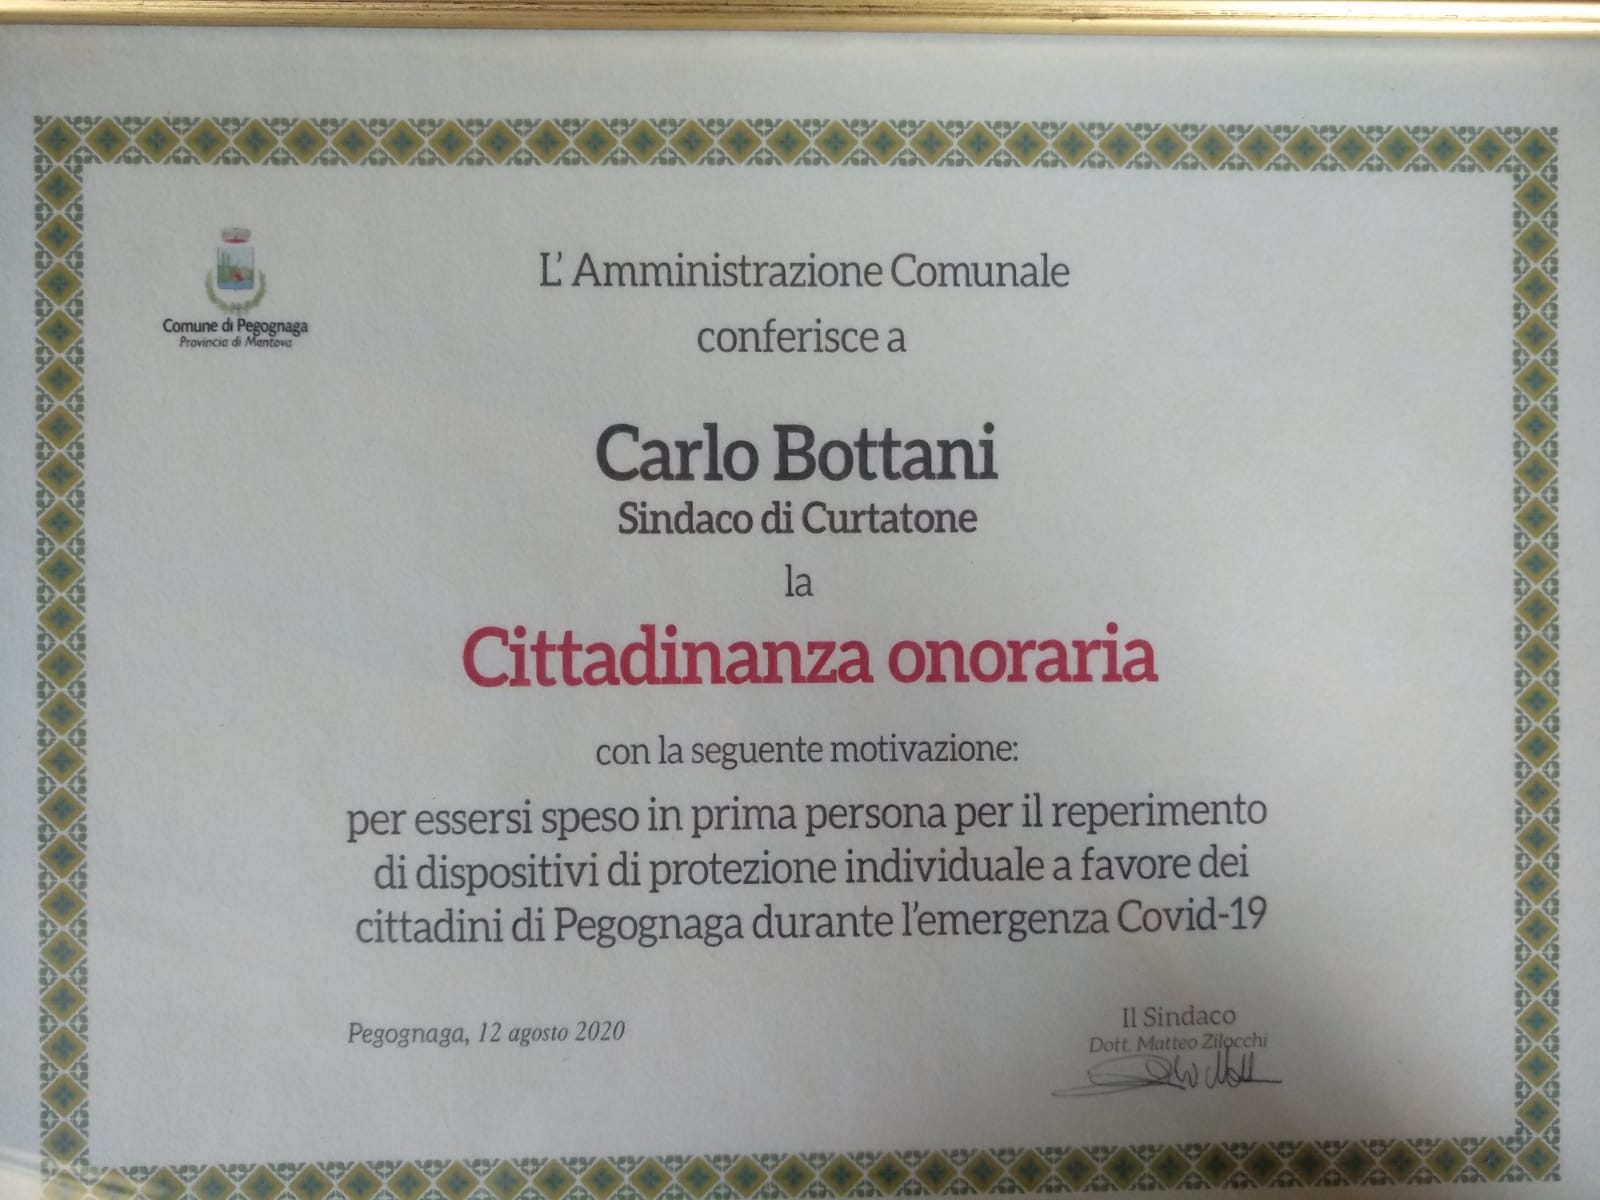 Comune di Pegognaga
Provincia di Mantova
L' Amministrazione Comunale
conferisce a
Carlo Bottani
Sindaco di Curtatone
la
Cittadinanza onoraria
con la seguente motivazione:
per essersi speso in prima persona per il reperimento
di dispositivi di protezione individuale a favore dei
cittadini di Pegognaga durante l'emergenza Covid-19
Pegognaga, 12 agosto 2020
Il Sindaco
Dott. Matteo Zilocchi